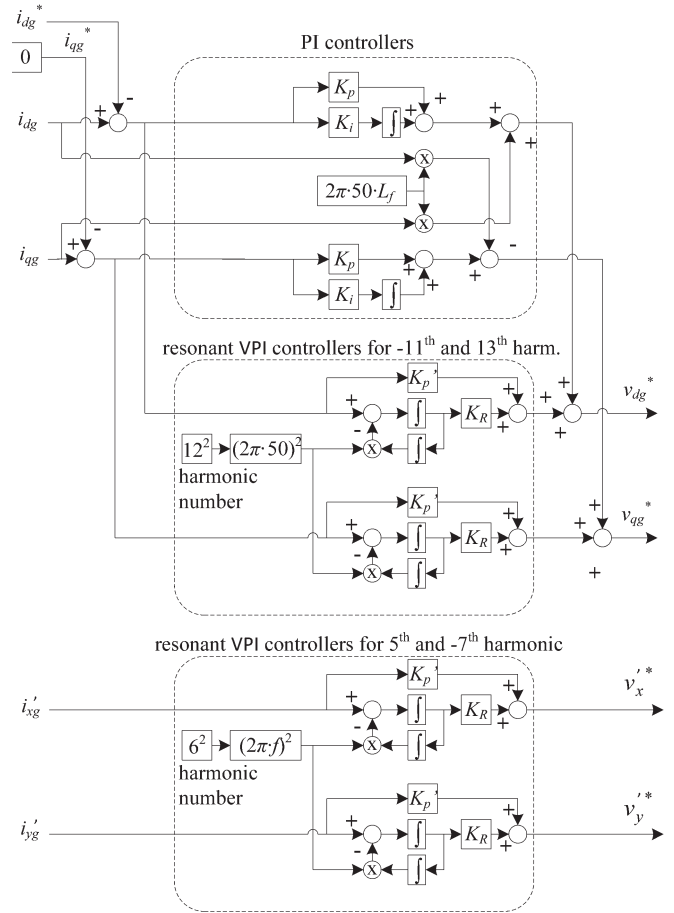 i_dg*
i_qg*
0
PI controllers
K_p
i_dg
K_i ∫
x
2π·50·L_f
x
i_qg
K_p
K_i ∫
resonant VPI controllers for -11th and 13th harm.
K_p'
∫ K_R
v_dg*
12² (2π·50)² x ∫
harmonic
number
K_p'
∫ K_R
v_qg*
x ∫
resonant VPI controllers for 5th and -7th harmonic
K_p'
i_xg' ∫ K_R v_x'*
6² (2π·f)² x ∫
harmonic
number
K_p'
i_yg' ∫ K_R v_y'*
x ∫